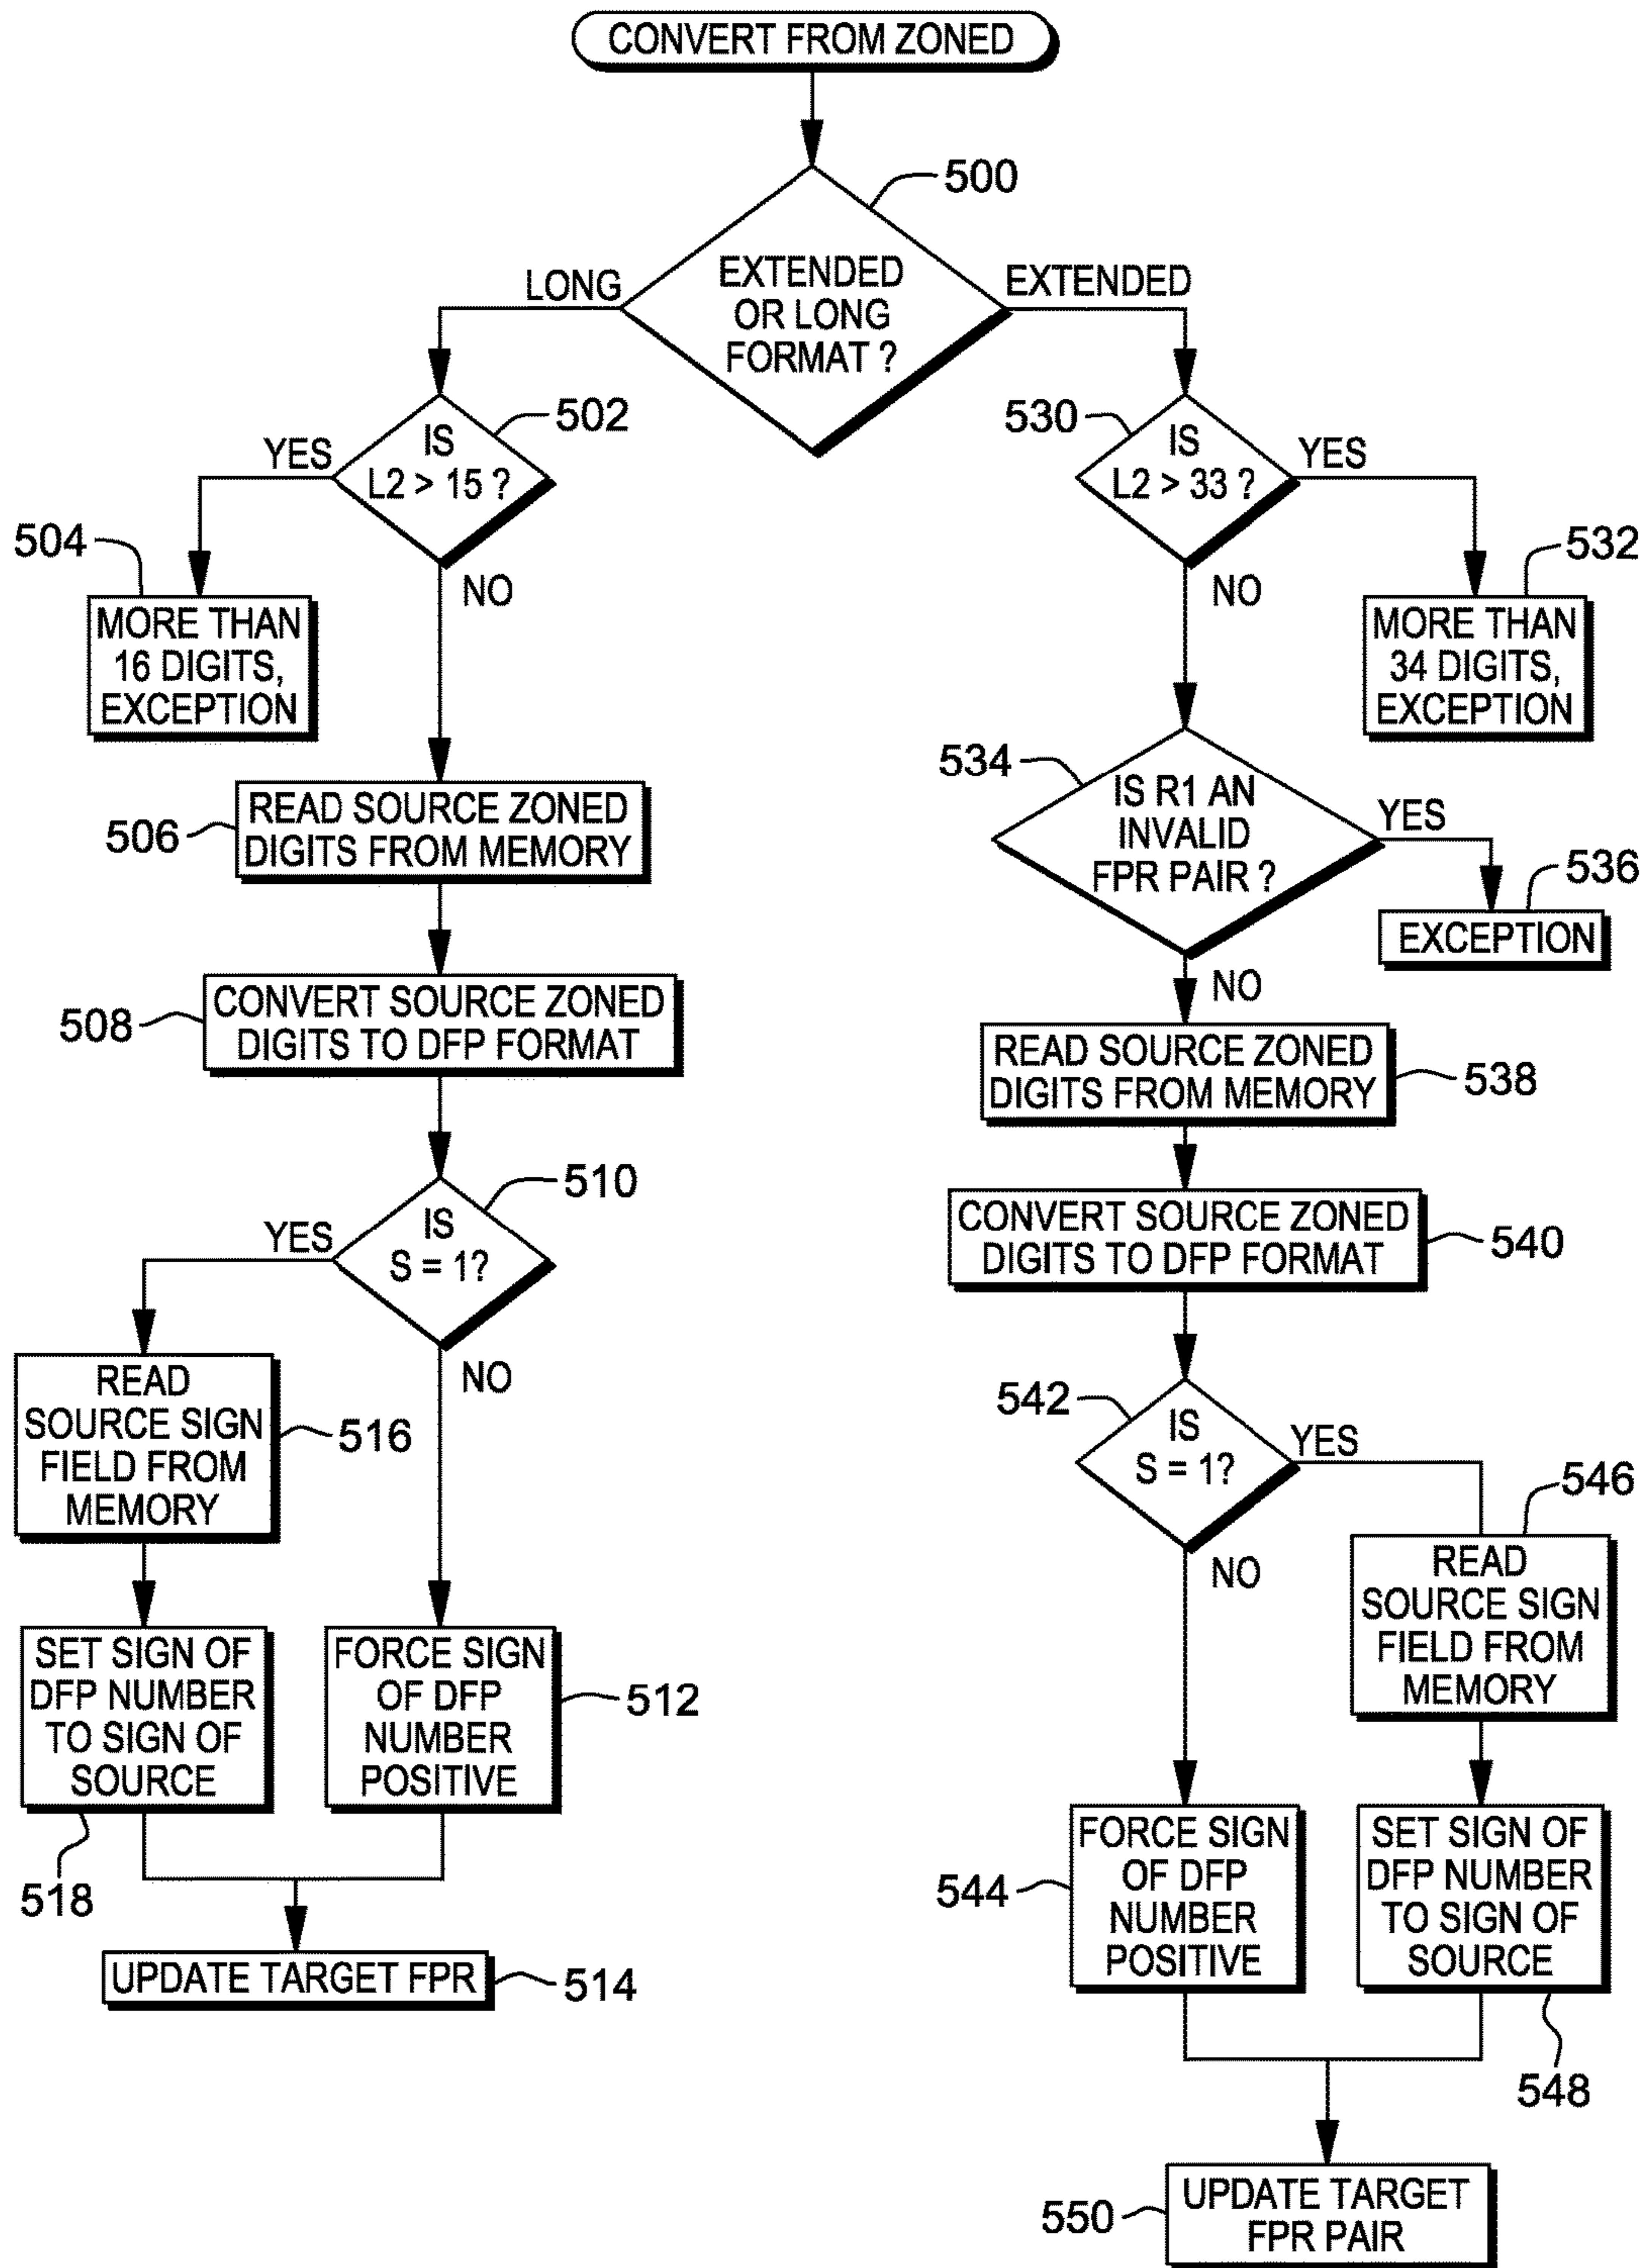 CONVERT FROM ZONED
500
EXTENDED
OR LONG
FORMAT ?
LONG
EXTENDED
502
IS
L2 > 15 ?
YES
NO
504
MORE THAN
16 DIGITS,
EXCEPTION
506
READ SOURCE ZONED
DIGITS FROM MEMORY
508
CONVERT SOURCE ZONED
DIGITS TO DFP FORMAT
510
IS
S = 1?
YES
NO
READ
SOURCE SIGN
FIELD FROM
MEMORY
516
SET SIGN OF
DFP NUMBER
TO SIGN OF
SOURCE
518
FORCE SIGN
OF DFP
NUMBER
POSITIVE
512
UPDATE TARGET FPR
514
530
IS
L2 > 33 ?
YES
NO
532
MORE THAN
34 DIGITS,
EXCEPTION
534
IS R1 AN
INVALID
FPR PAIR ?
YES
NO
536
EXCEPTION
READ SOURCE ZONED
DIGITS FROM MEMORY
538
CONVERT SOURCE ZONED
DIGITS TO DFP FORMAT
540
542
IS
S = 1?
YES
NO
546
READ
SOURCE SIGN
FIELD FROM
MEMORY
544
FORCE SIGN
OF DFP
NUMBER
POSITIVE
SET SIGN OF
DFP NUMBER
TO SIGN OF
SOURCE
548
550
UPDATE TARGET
FPR PAIR